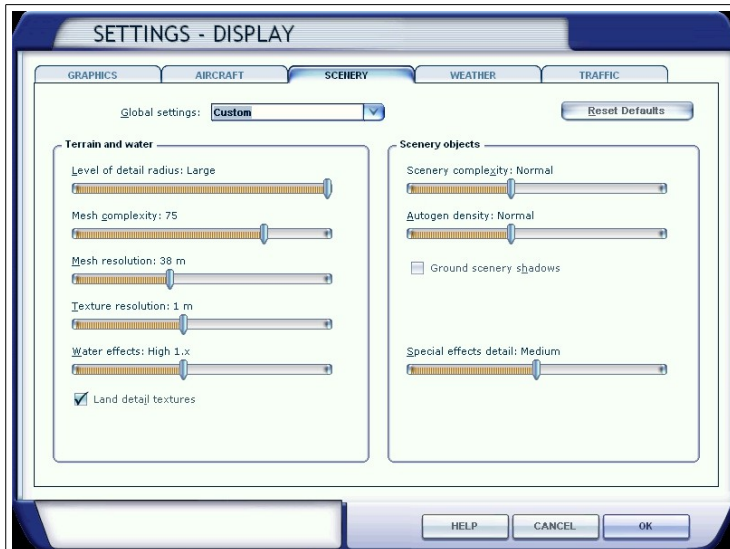 SETTINGS - DISPLAY
GRAPHICS
AIRCRAFT
SCENERY
WEATHER
TRAFFIC
Global settings: Custom
Reset Defaults
Terrain and water
Level of detail radius: Large
Mesh complexity: 75
Mesh resolution: 38 m
Texture resolution: 1 m
Water effects: High 1.x
Land detail textures
Scenery objects
Scenery complexity: Normal
Autogen density: Normal
Ground scenery shadows
Special effects detail: Medium
HELP
CANCEL
OK